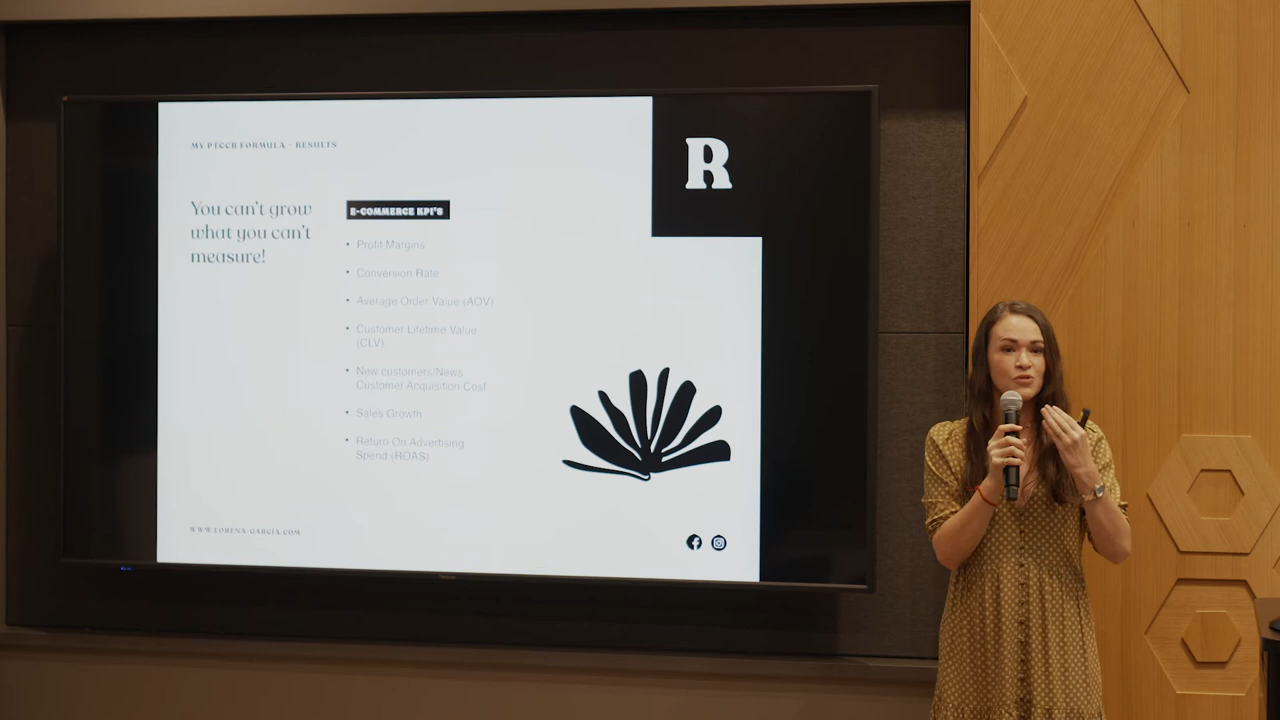 MY PTCCR FORMULA - RESULTS
R
You can't grow
what you can't
measure!
E-COMMERCE KPI'S
• Profit Margins
• Conversion Rate
• Average Order Value (AOV)
• Customer Lifetime Value
(CLV)
• New customers/News
Customer Acquisition Cost
• Sales Growth
• Return On Advertising
Spend (ROAS)
WWW.LORENA-GARCIA.COM